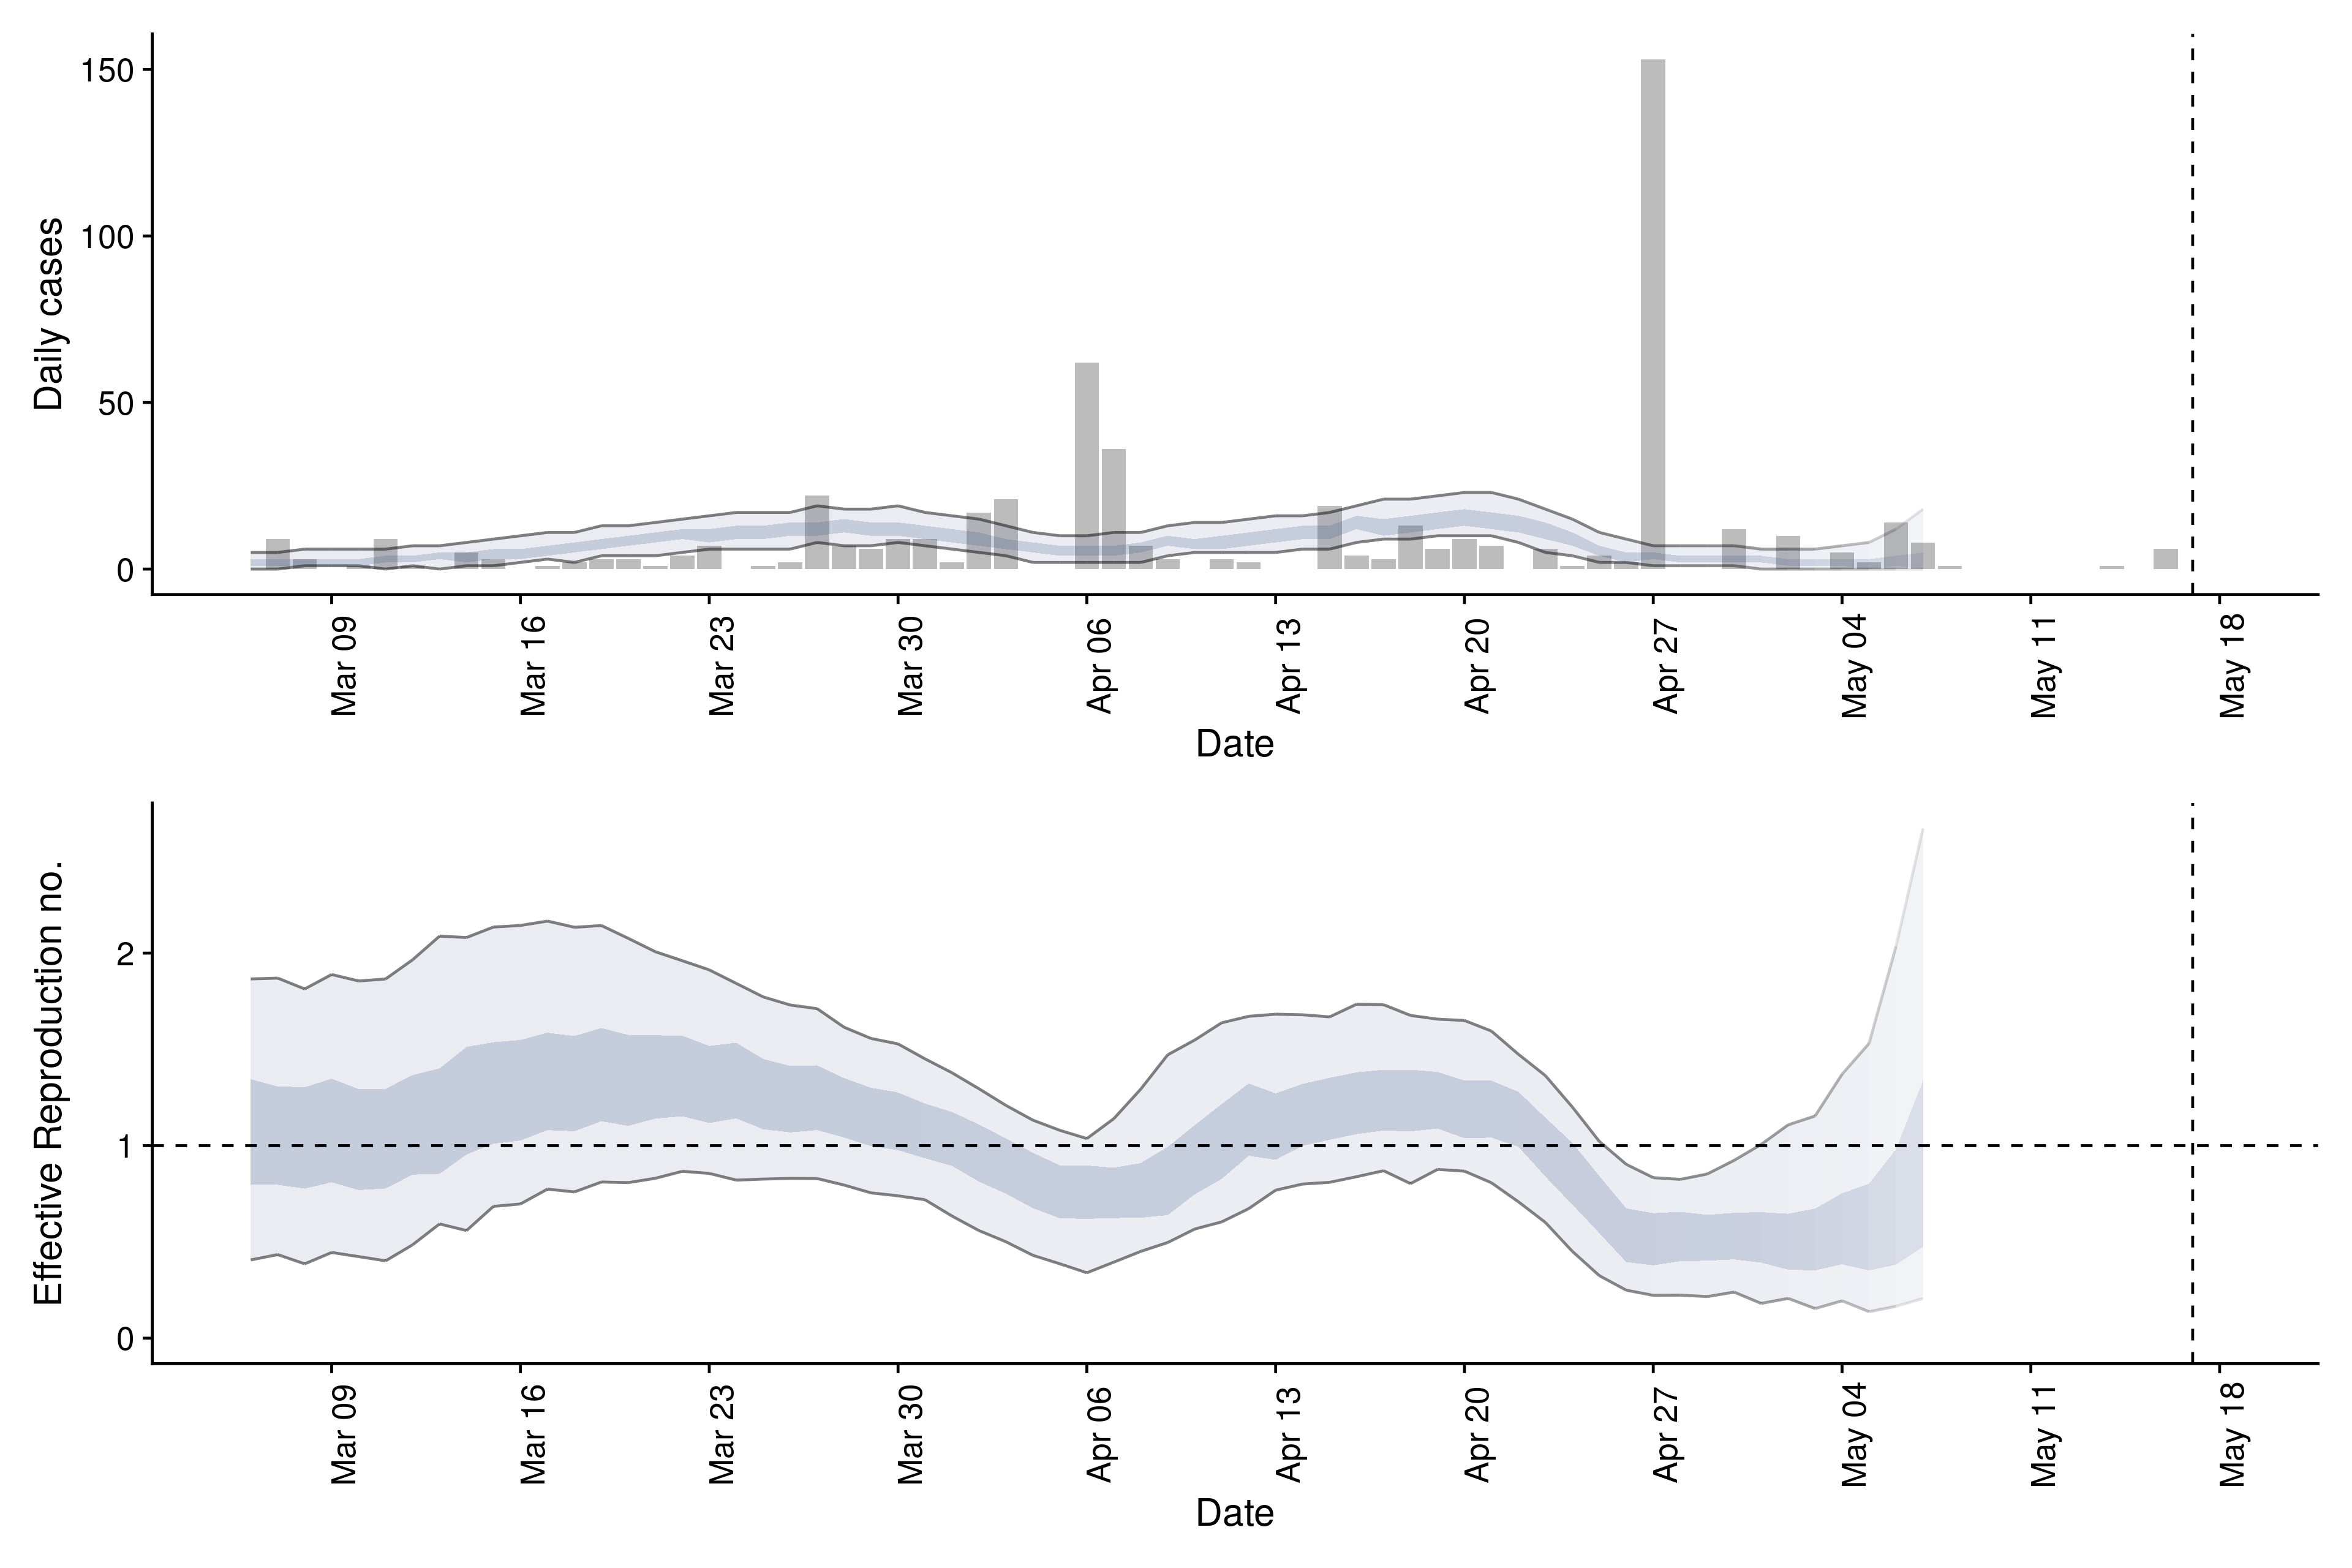 Daily cases
150
100
50
0
Mar 09
Mar 16
Mar 23
Mar 30
Apr 06
Apr 13
Apr 20
Apr 27
May 04
May 11
May 18
Date
Effective Reproduction no.
2
1
0
Mar 09
Mar 16
Mar 23
Mar 30
Apr 06
Apr 13
Apr 20
Apr 27
May 04
May 11
May 18
Date